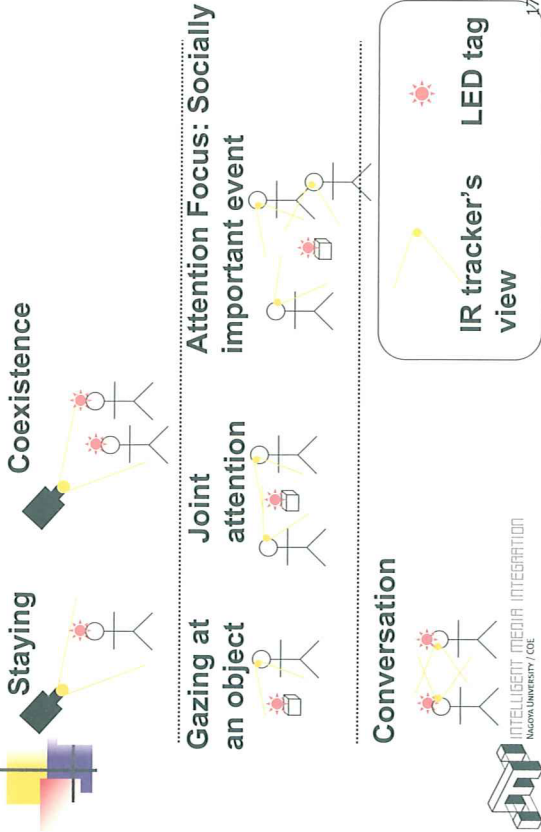 Staying
Coexistence
Gazing at
an object
Joint
attention
Attention Focus: Socially
important event
Conversation
IR tracker's
view
LED tag
INTELLIGENT MEDIA INTEGRATION
NAGOYA UNIVERSITY / COE